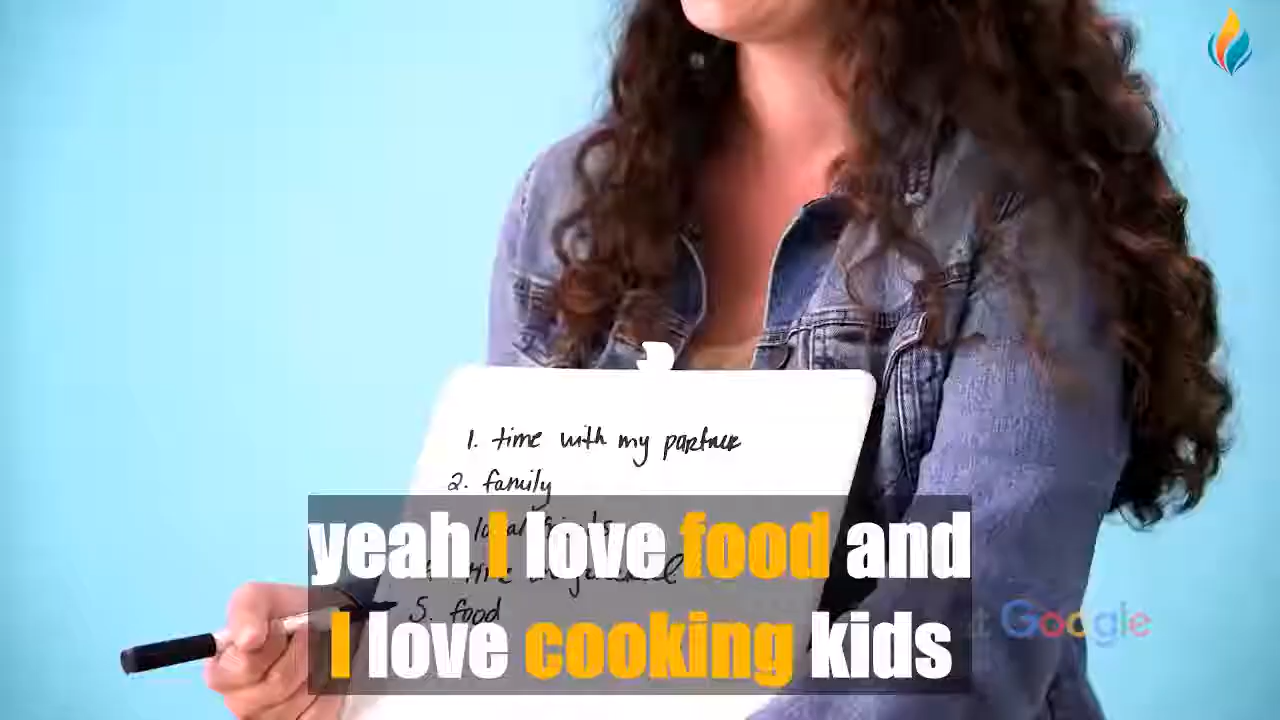 1. time with my partner
2. family
5. food
yeah I love food and
I love cooking kids
Google